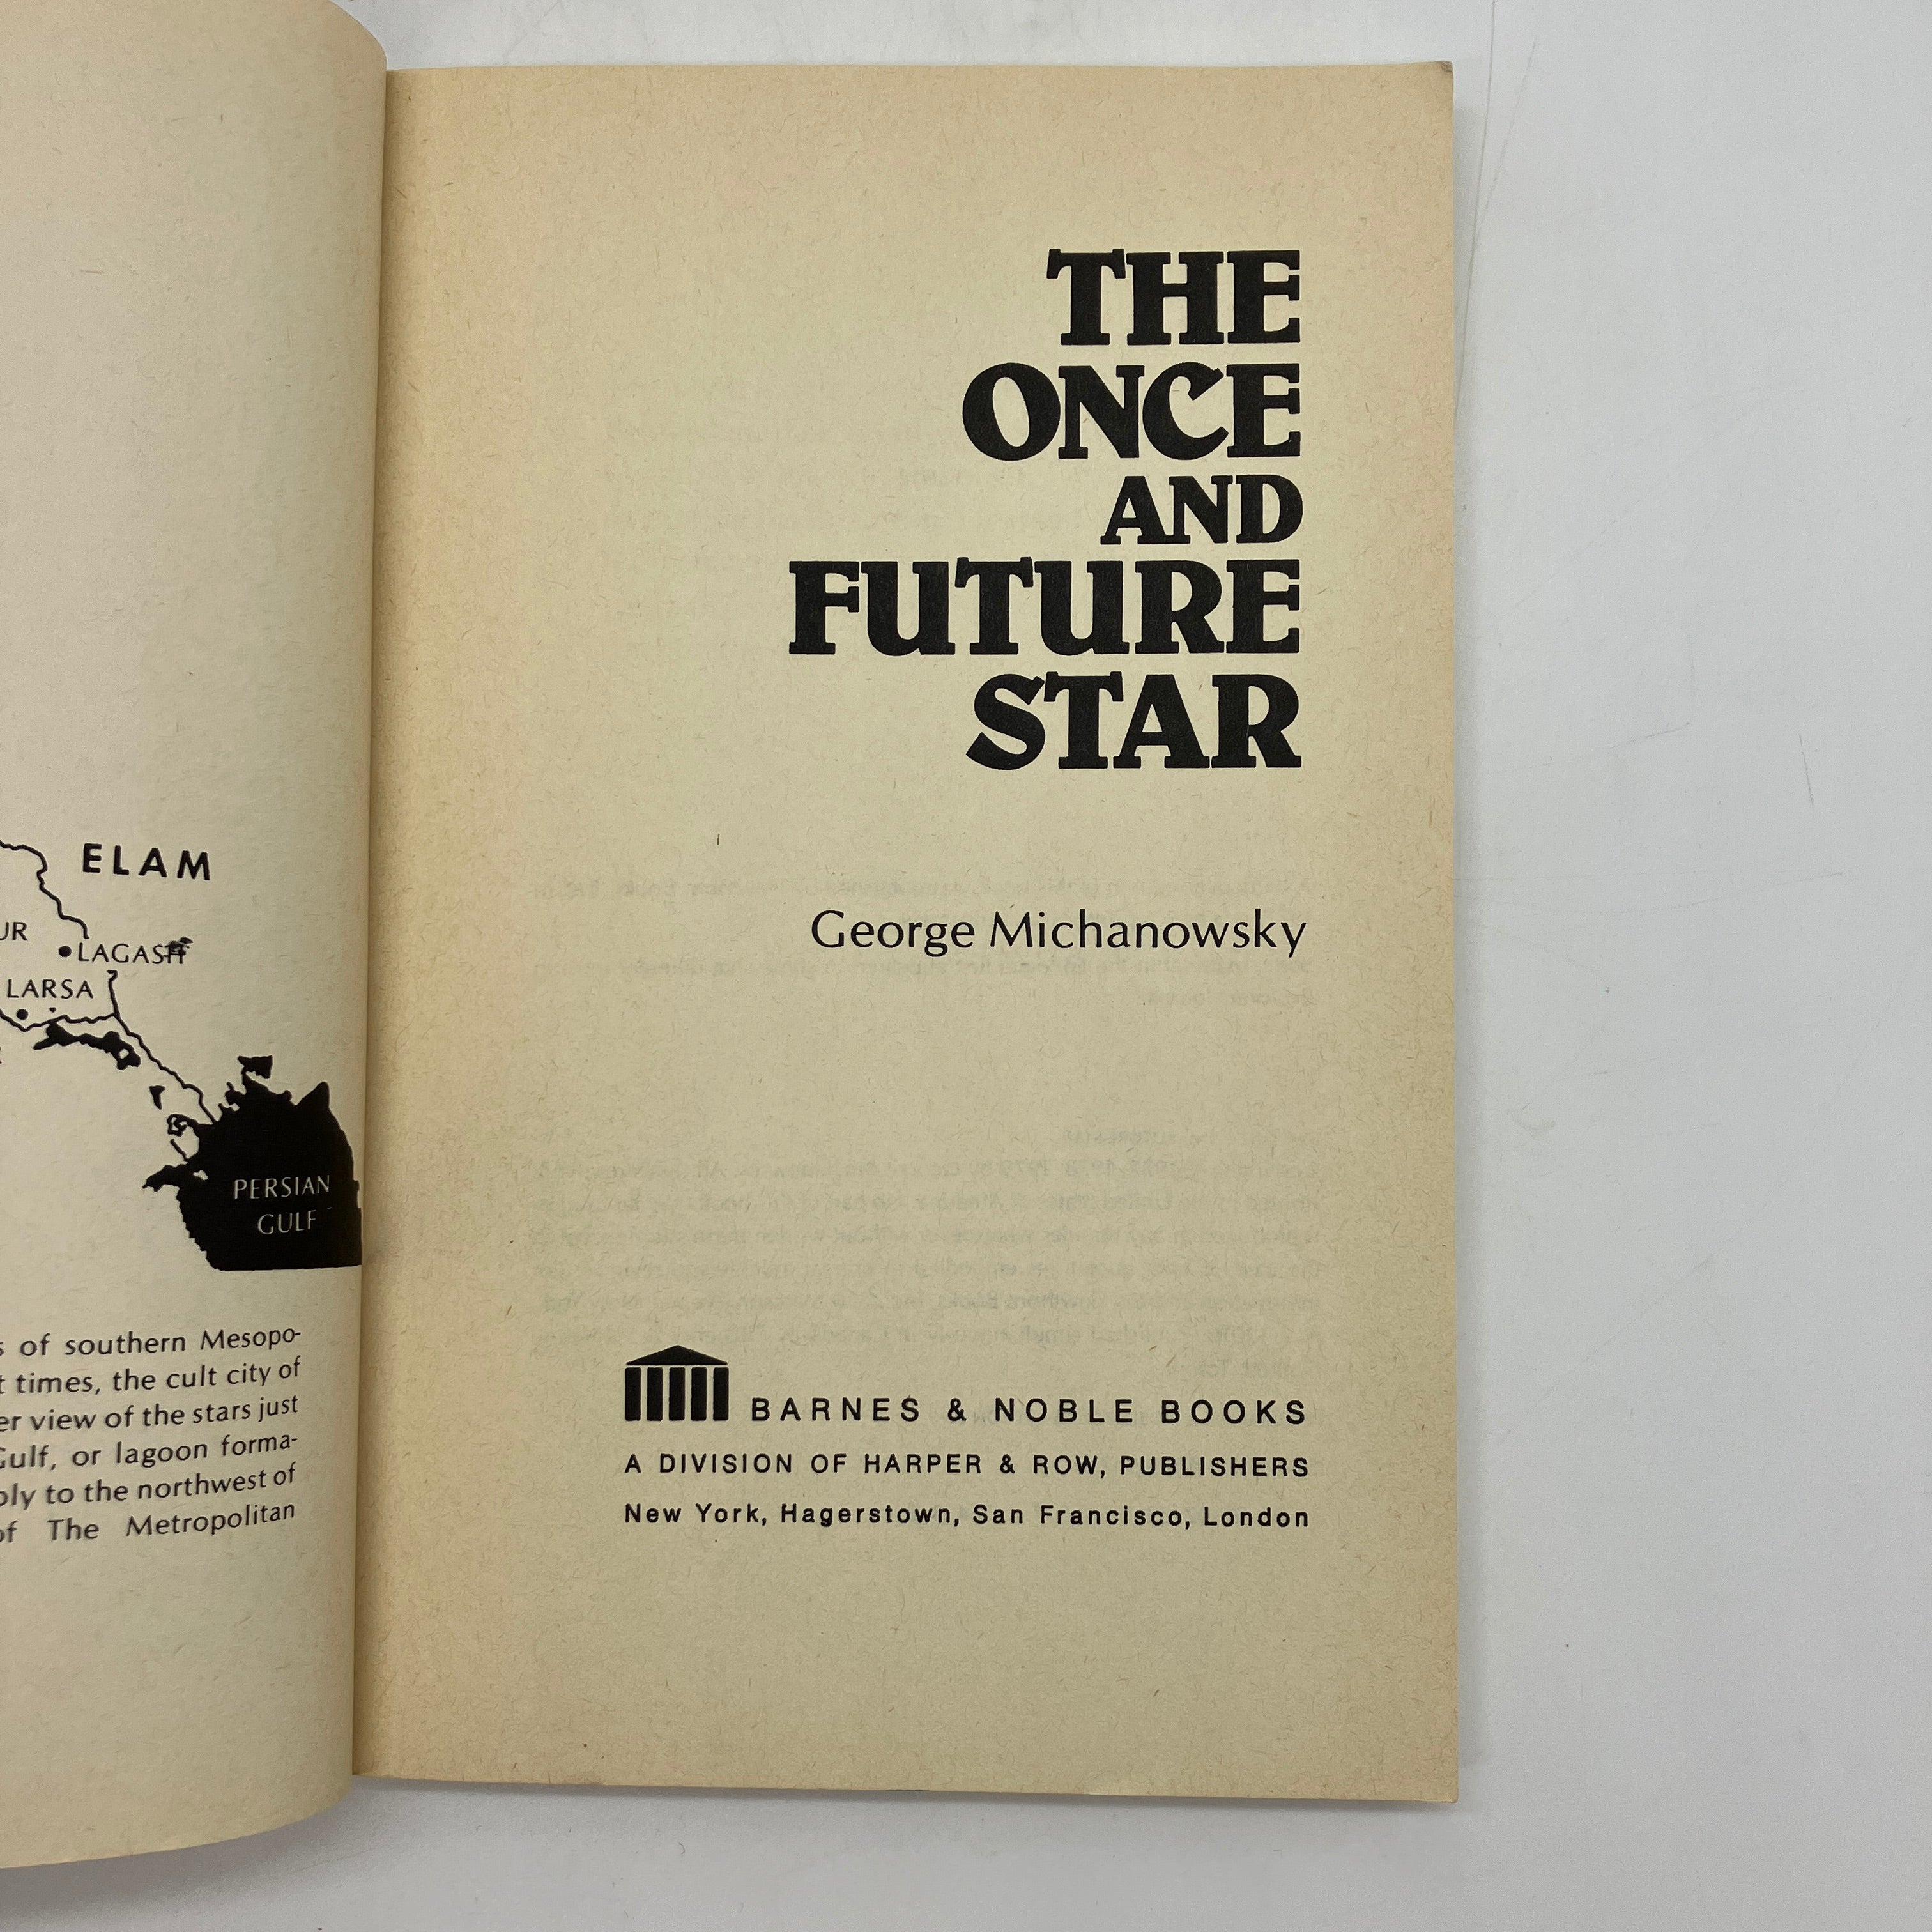 ELAM
UR
LAGASH
LARSA
PERSIAN
GULF
of southern Mesopo-
times, the cult city of
view of the stars just
Gulf, or lagoon forma-
to the northwest of
of The Metropolitan
THE
ONCE
AND
FUTURE
STAR
George Michanowsky
BARNES & NOBLE BOOKS
A DIVISION OF HARPER & ROW, PUBLISHERS
New York, Hagerstown, San Francisco, London